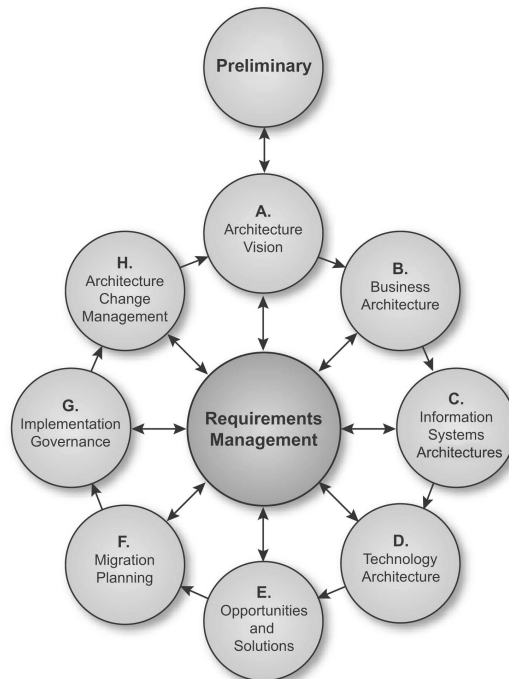 Preliminary
A.
Architecture
Vision
B.
Business
Architecture
C.
Information
Systems
Architectures
D.
Technology
Architecture
E.
Opportunities
and
Solutions
F.
Migration
Planning
G.
Implementation
Governance
H.
Architecture
Change
Management
Requirements
Management